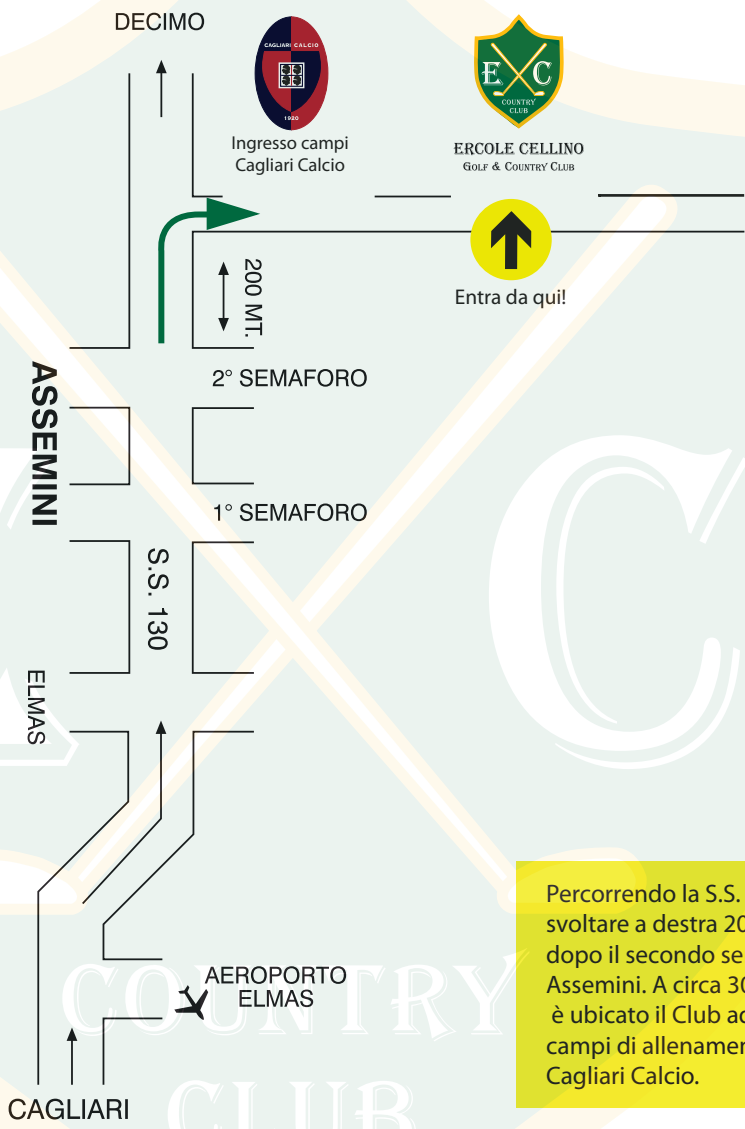 DECIMO
CAGLIARI CALCIO
1920
Ingresso campi
Cagliari Calcio
E C
COUNTRY
CLUB
ERCOLE CELLINO
GOLF & COUNTRY CLUB
Entra da qui!
200 MT.
2° SEMAFORO
ASSEMINI
1° SEMAFORO
S.S. 130
ELMAS
C
Percorrendo la S.S.
svoltare a destra 20
dopo il secondo se
Assemini. A circa 30
è ubicato il Club ad
campi di allenamen
Cagliari Calcio.
AEROPORTO
ELMAS
COUNTRY
CLUB
CAGLIARI